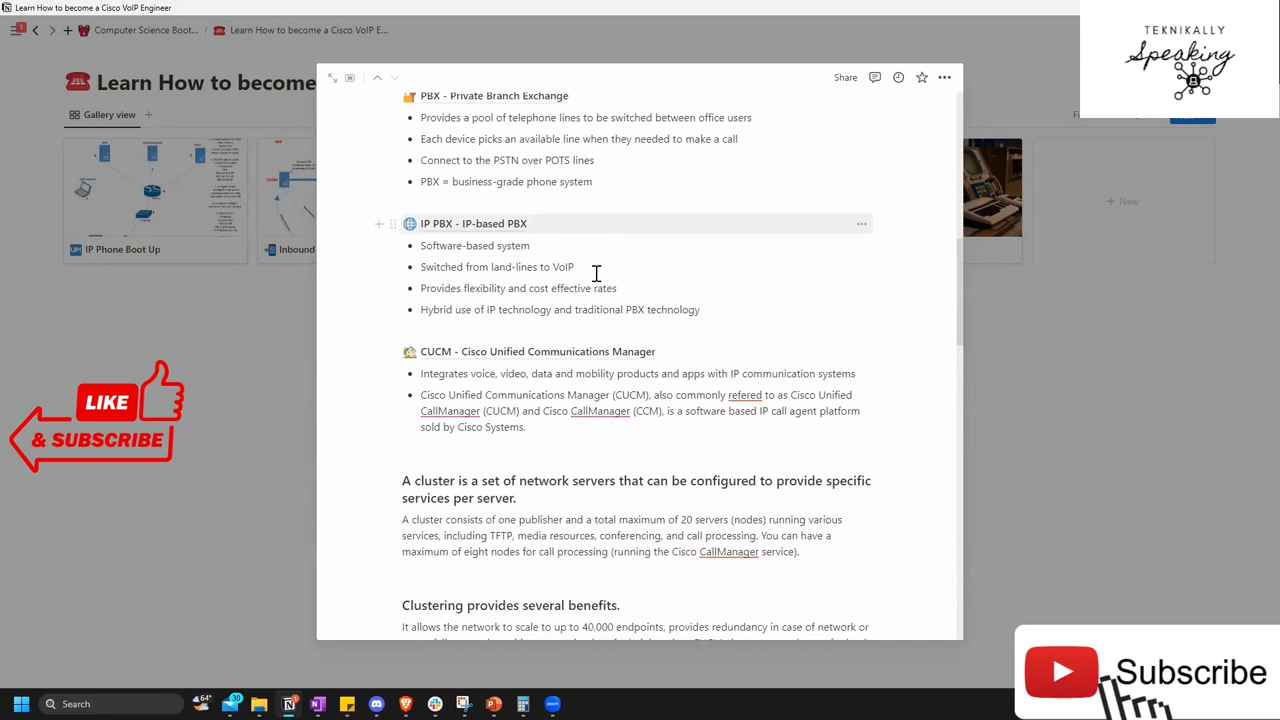 Learn How to become a Cisco VoIP Engineer
1
Computer Science Boot...
Learn How to become a Cisco VoIP E...
TEKNIKALLY
Speaking
Learn How to become
Share
Gallery view
IP Phone Boot Up
Inbound
New
PBX - Private Branch Exchange
Provides a pool of telephone lines to be switched between office users
Each device picks an available line when they needed to make a call
Connect to the PSTN over POTS lines
PBX = business-grade phone system
IP PBX - IP-based PBX
Software-based system
Switched from land-lines to VoIP
Provides flexibility and cost effective rates
Hybrid use of IP technology and traditional PBX technology
CUCM - Cisco Unified Communications Manager
Integrates voice, video, data and mobility products and apps with IP communication systems
Cisco Unified Communications Manager (CUCM), also commonly refered to as Cisco Unified
CallManager (CUCM) and Cisco CallManager (CCM), is a software based IP call agent platform
sold by Cisco Systems.
A cluster is a set of network servers that can be configured to provide specific
services per server.
A cluster consists of one publisher and a total maximum of 20 servers (nodes) running various
services, including TFTP, media resources, conferencing, and call processing. You can have a
maximum of eight nodes for call processing (running the Cisco CallManager service).
Clustering provides several benefits.
It allows the network to scale to up to 40,000 endpoints, provides redundancy in case of network or
LIKE
& SUBSCRIBE
Subscribe
Search
64°
30